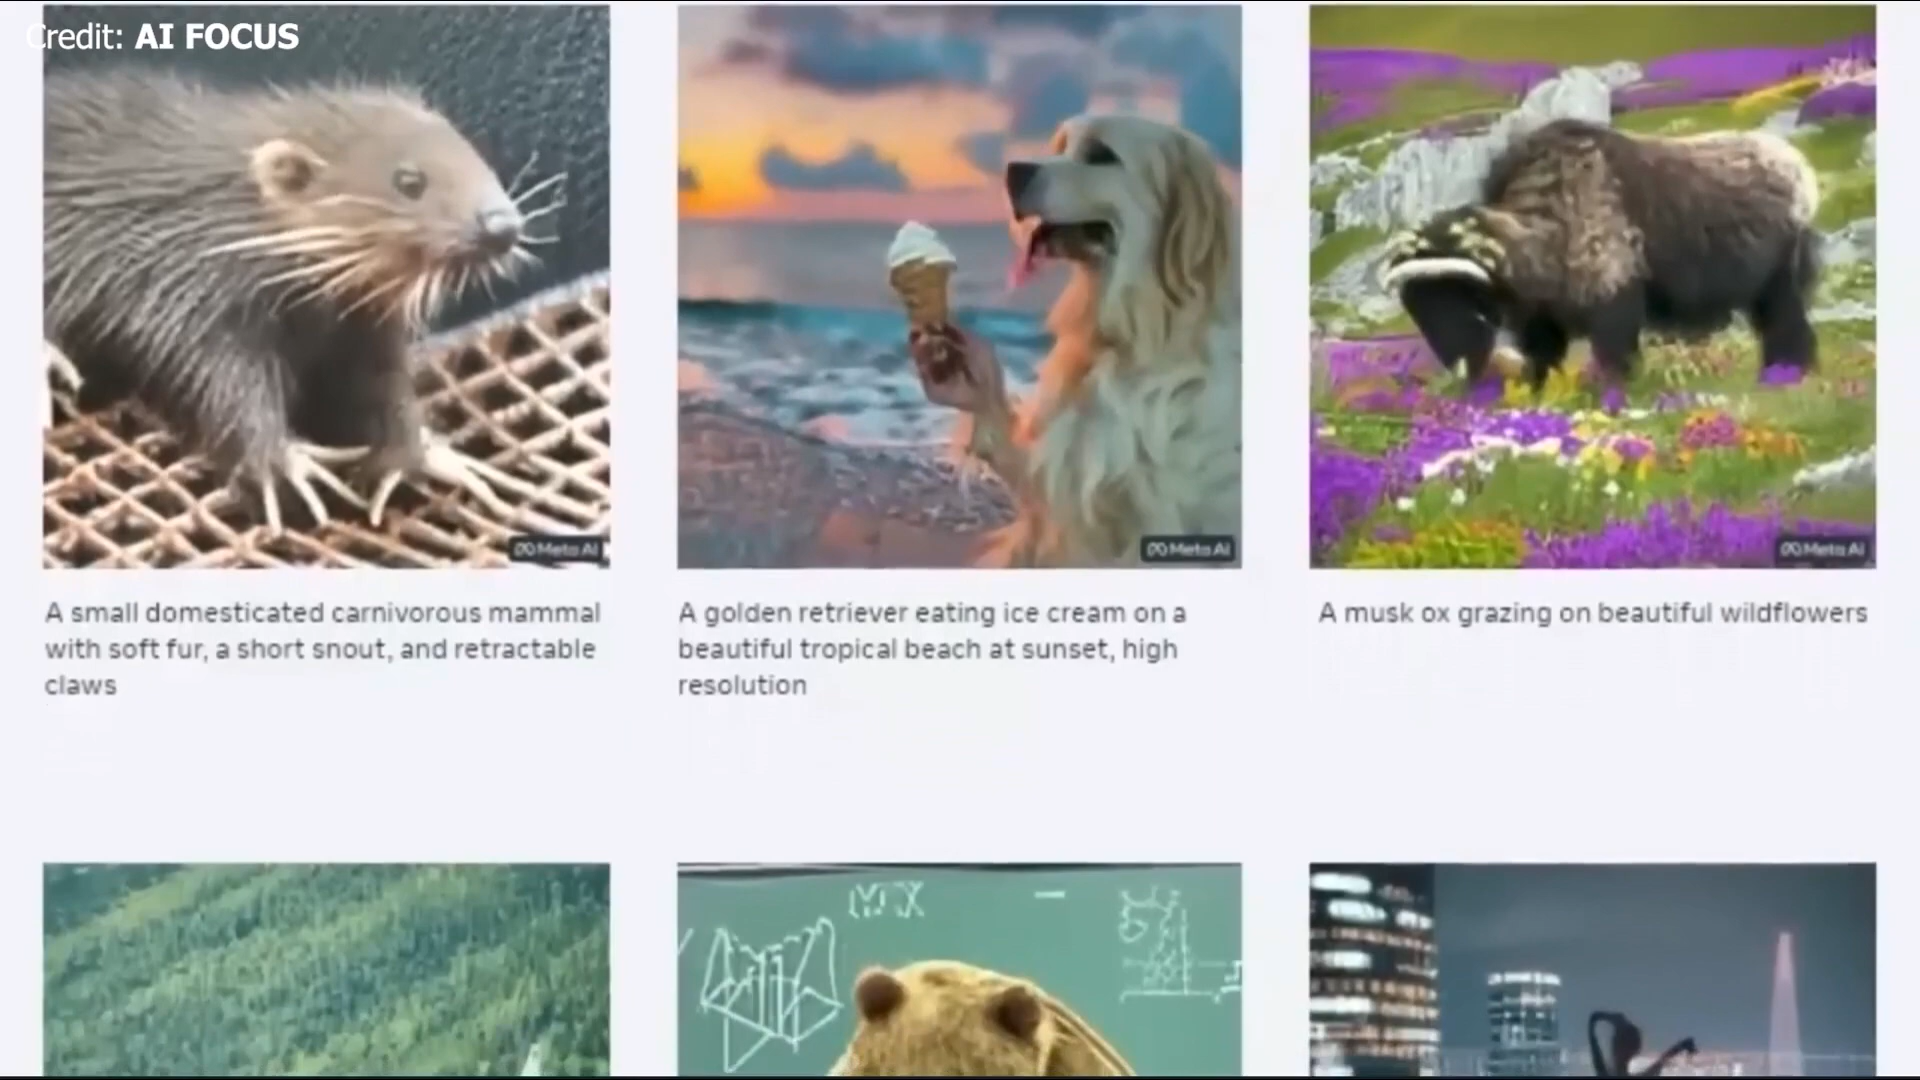 Credit: AI FOCUS
Meta AI
Meta AI
Meta AI
A small domesticated carnivorous mammal
with soft fur, a short snout, and retractable
claws
A golden retriever eating ice cream on a
beautiful tropical beach at sunset, high
resolution
A musk ox grazing on beautiful wildflowers